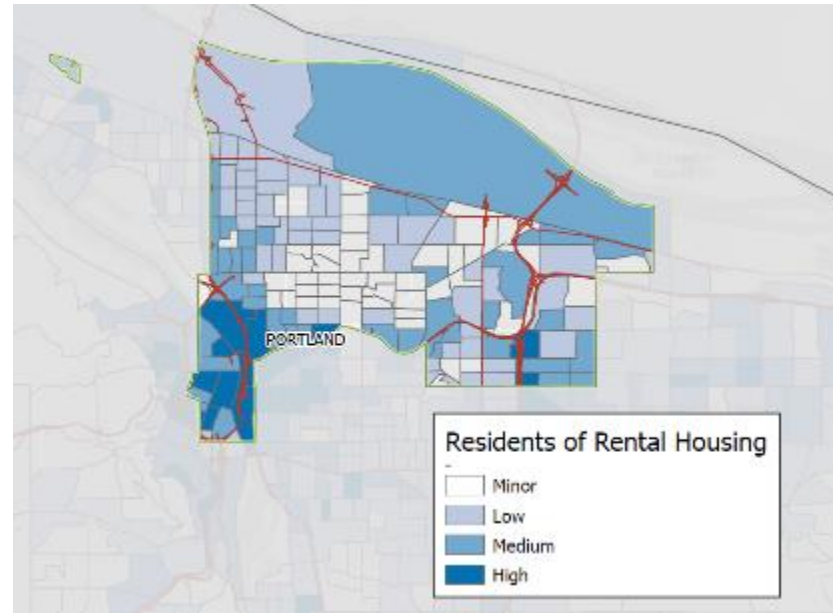 PORTLAND
Residents of Rental Housing
Minor
Low
Medium
High